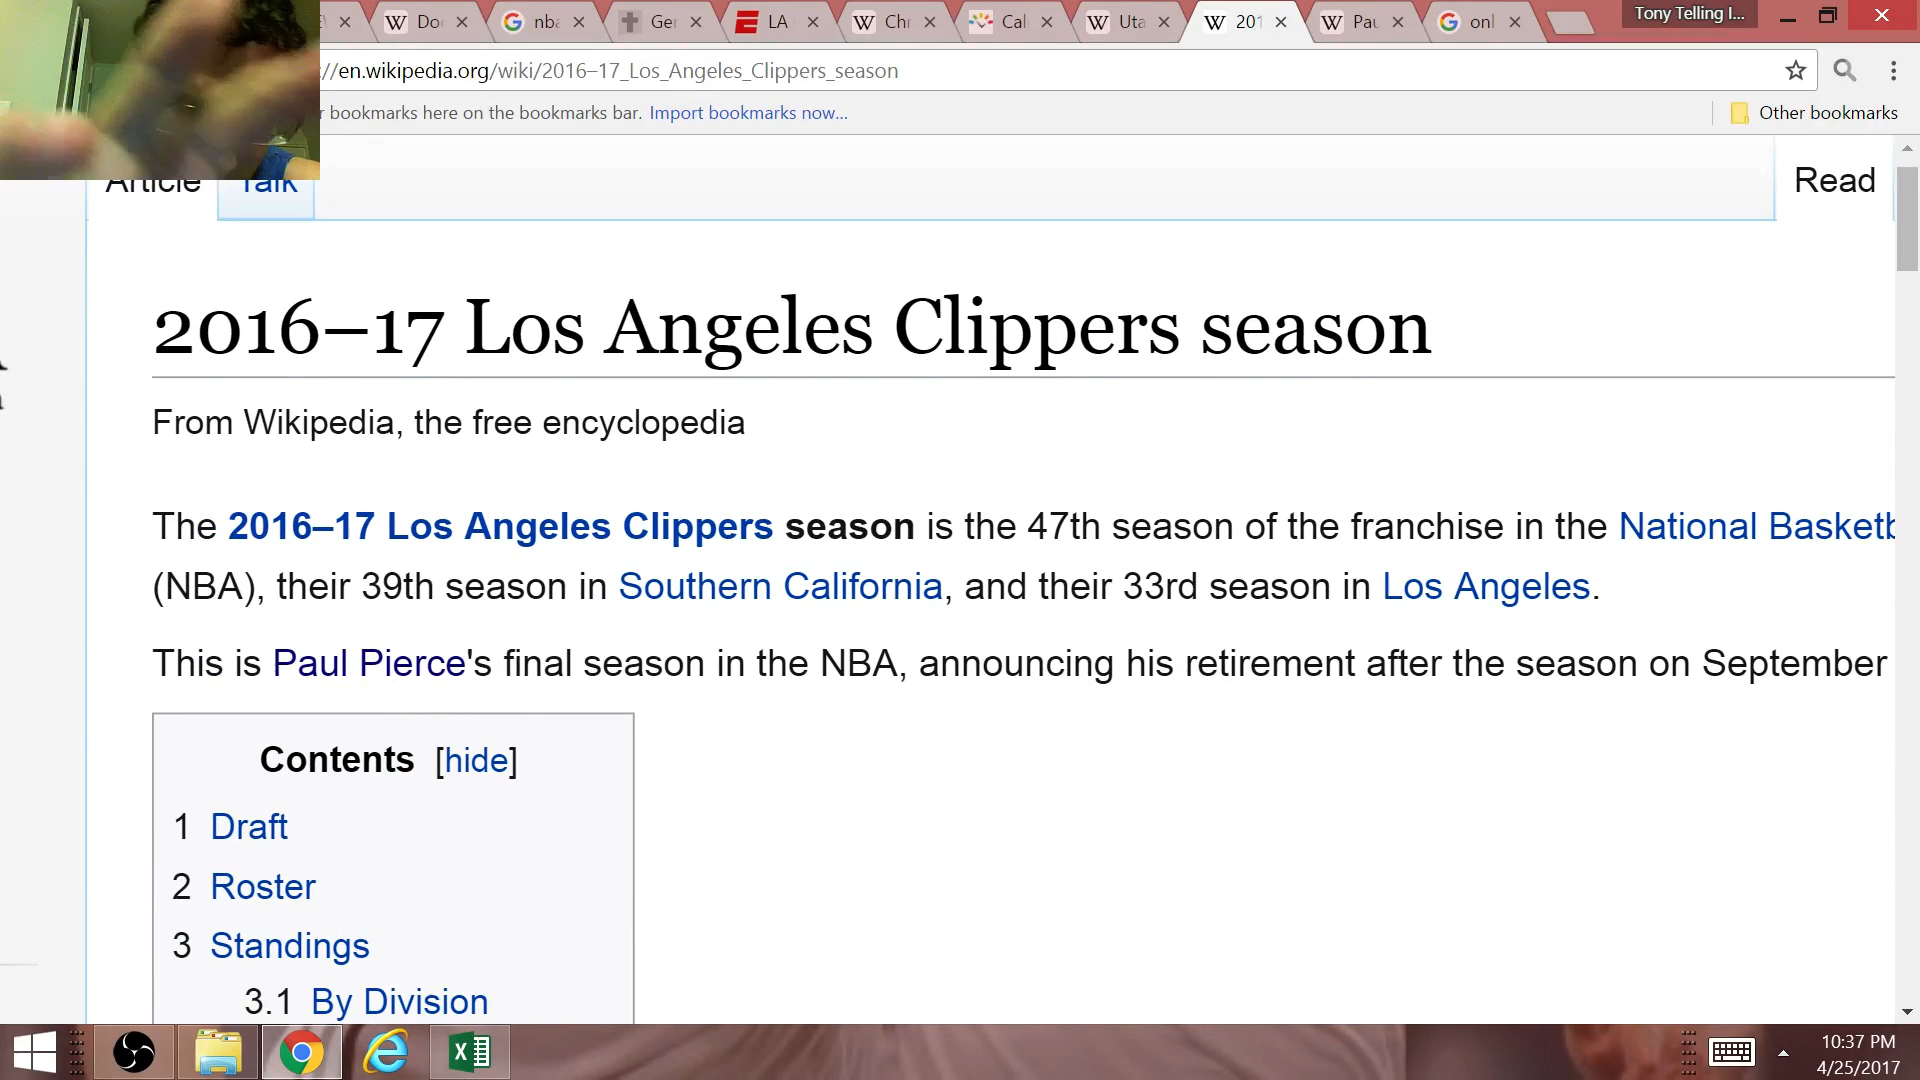 Do
nba
Ger
LA
Chr
Cal
Uta
201
Pau
onl
Tony Telling I...
://en.wikipedia.org/wiki/2016–17_Los_Angeles_Clippers_season
r bookmarks here on the bookmarks bar. Import bookmarks now...
Other bookmarks
Article
Talk
Read
2016–17 Los Angeles Clippers season
From Wikipedia, the free encyclopedia
The 2016–17 Los Angeles Clippers season is the 47th season of the franchise in the National Basketb
(NBA), their 39th season in Southern California, and their 33rd season in Los Angeles.
This is Paul Pierce's final season in the NBA, announcing his retirement after the season on September
Contents [hide]
1 Draft
2 Roster
3 Standings
3.1 By Division
10:37 PM
4/25/2017